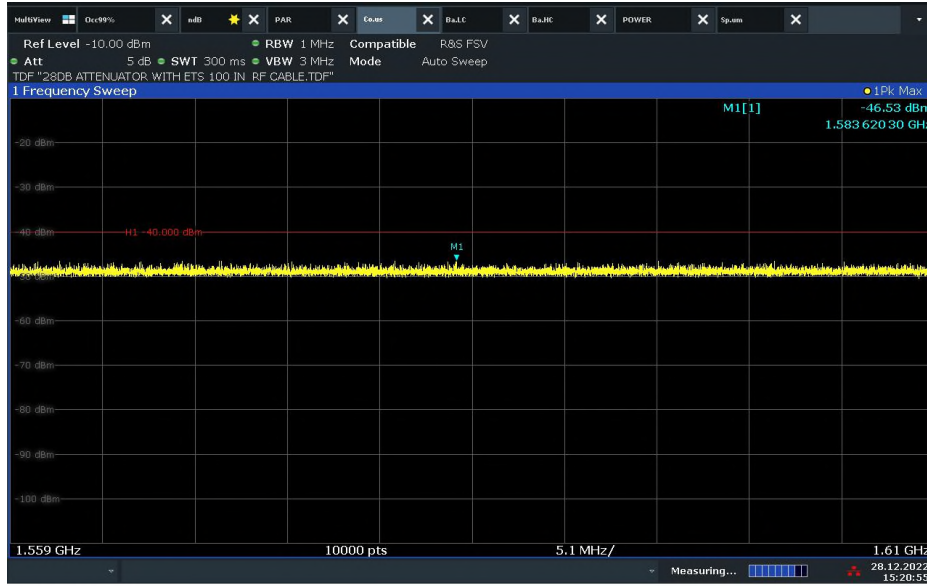 MultiView Occ99% ndB PAR Co.us Ba.LC Ba.HC POWER Sp.um
Ref Level -10.00 dBm RBW 1 MHz Compatible R&S FSV
Att 5 dB SWT 300 ms VBW 3 MHz Mode Auto Sweep
TDF "28DB ATTENUATOR WITH ETS 100 IN RF CABLE.TDF"
1 Frequency Sweep 1Pk Max
M1[1] -46.53 dBm
1.583 620 30 GHz
-20 dBm
-30 dBm
-40 dBm H1 -40.000 dBm
M1
-60 dBm
-70 dBm
-80 dBm
-90 dBm
-100 dBm
1.559 GHz 10000 pts 5.1 MHz/ 1.61 GHz
Measuring... 28.12.2022
15:20:55